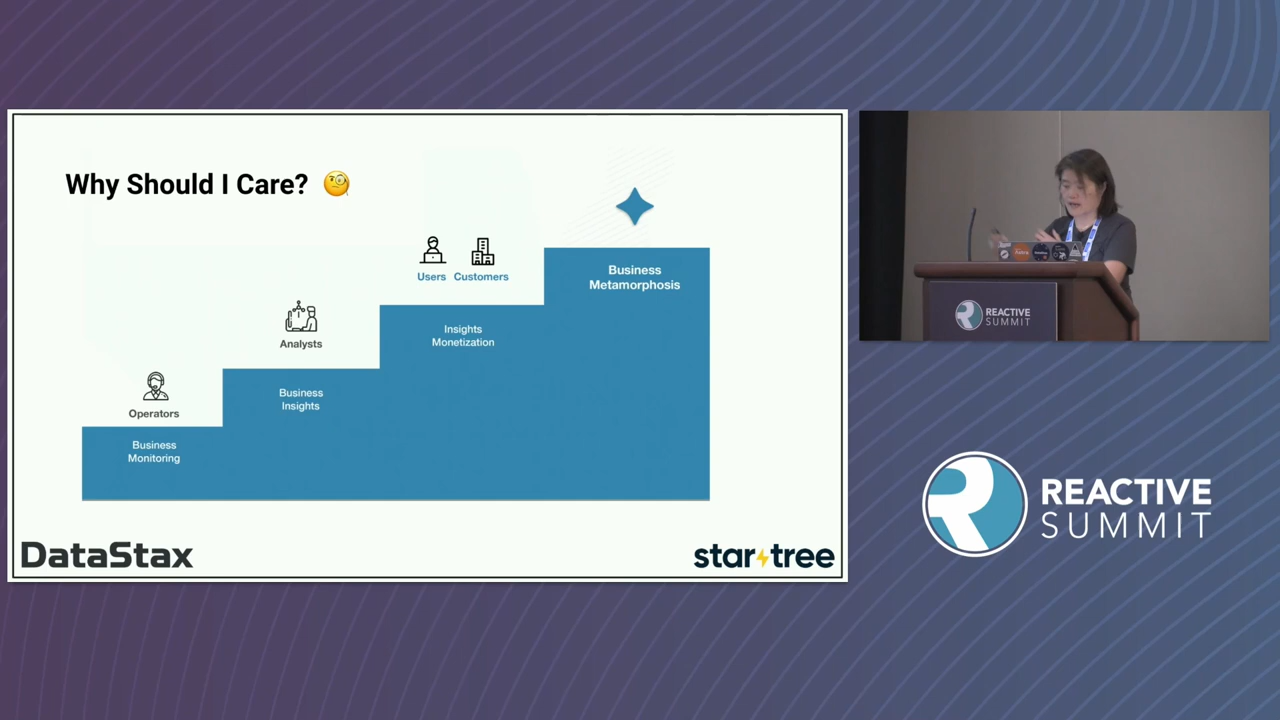 Why Should I Care?
Users Customers
Business
Metamorphosis
Insights
Monetization
Analysts
Business
Insights
Operators
Business
Monitoring
DataStax
star tree
REACTIVE
SUMMIT
REACTIVE
SUMMIT